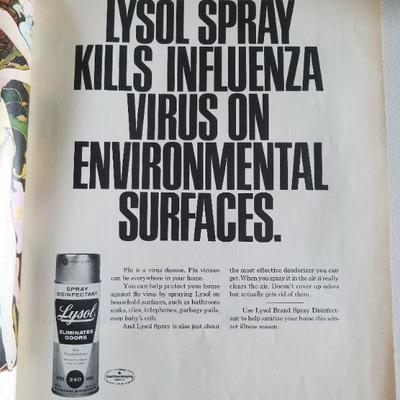 LYSOL SPRAY
KILLS INFLUENZA
VIRUS ON
ENVIRONMENTAL
SURFACES.
Flu is a virus disease. Flu viruses
can be everywhere in your home.
You can help protect your home
against flu virus by spraying Lysol on
household surfaces, such as bathroom
sinks, tiles, telephones, garbage pails,
even baby's crib.
And Lysol Spray is also just about
the most effective deodorizer you can
get. When you spray it in the air it really
clears the air. Doesn't cover up odors
but actually gets rid of them.
Use Lysol Brand Spray Disinfect-
ant to help sanitize your home this win-
ter illness season.
SPRAY
DISINFECTANT
Lysol
ELIMINATES
ODORS
240
Good Housekeeping